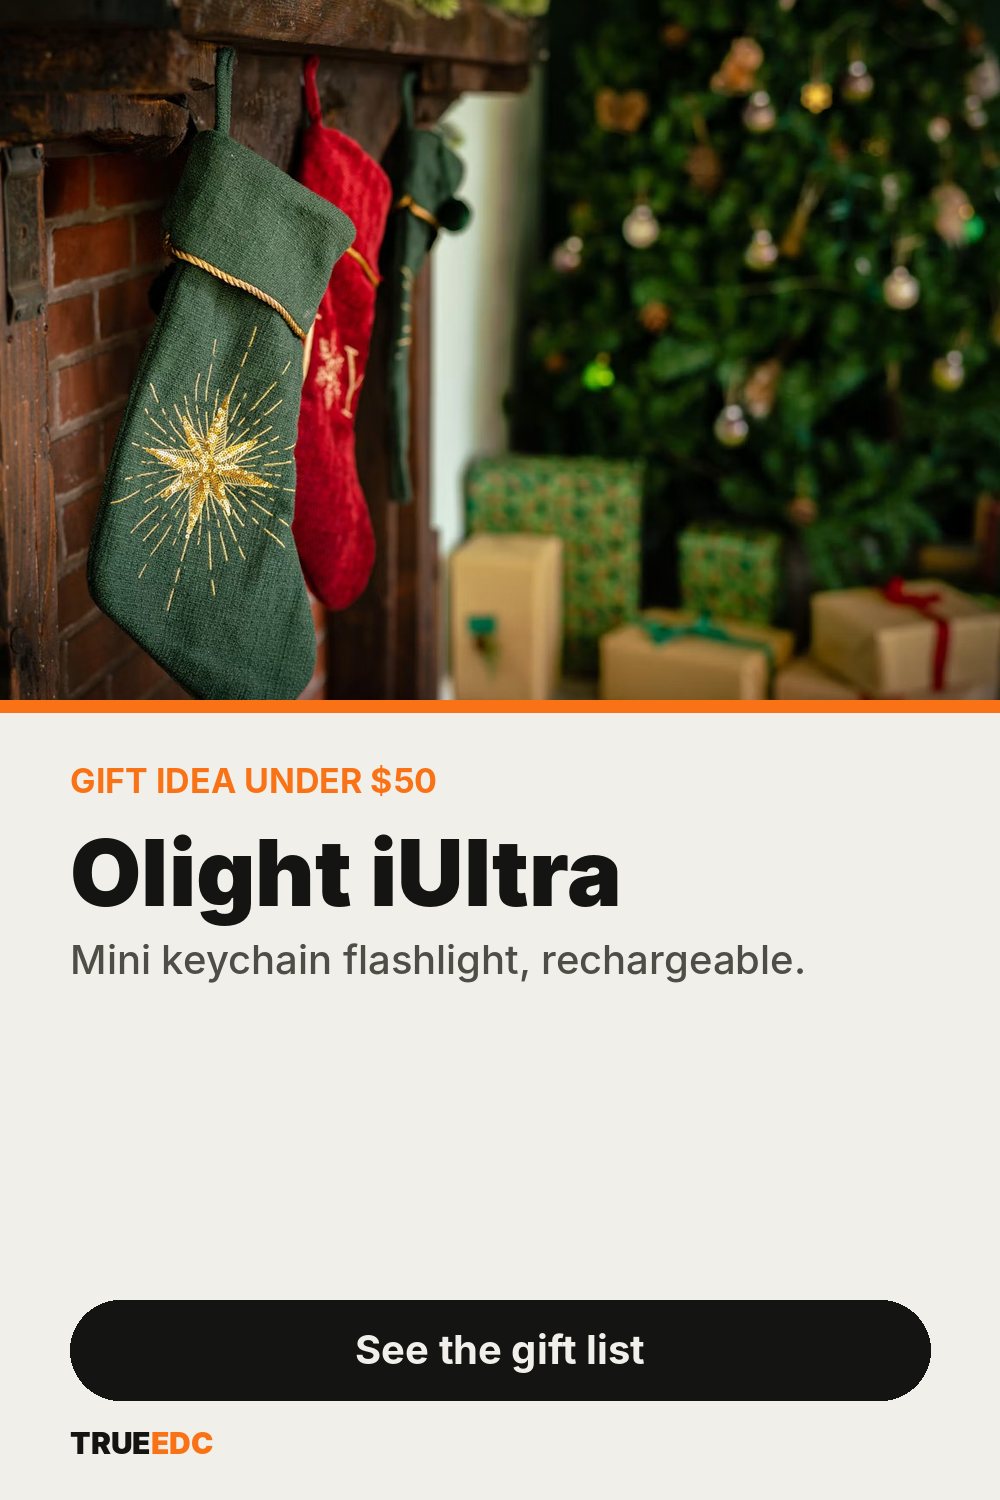 GIFT IDEA UNDER $50
Olight iUltra
Mini keychain flashlight, rechargeable.
See the gift list
TRUEEDC